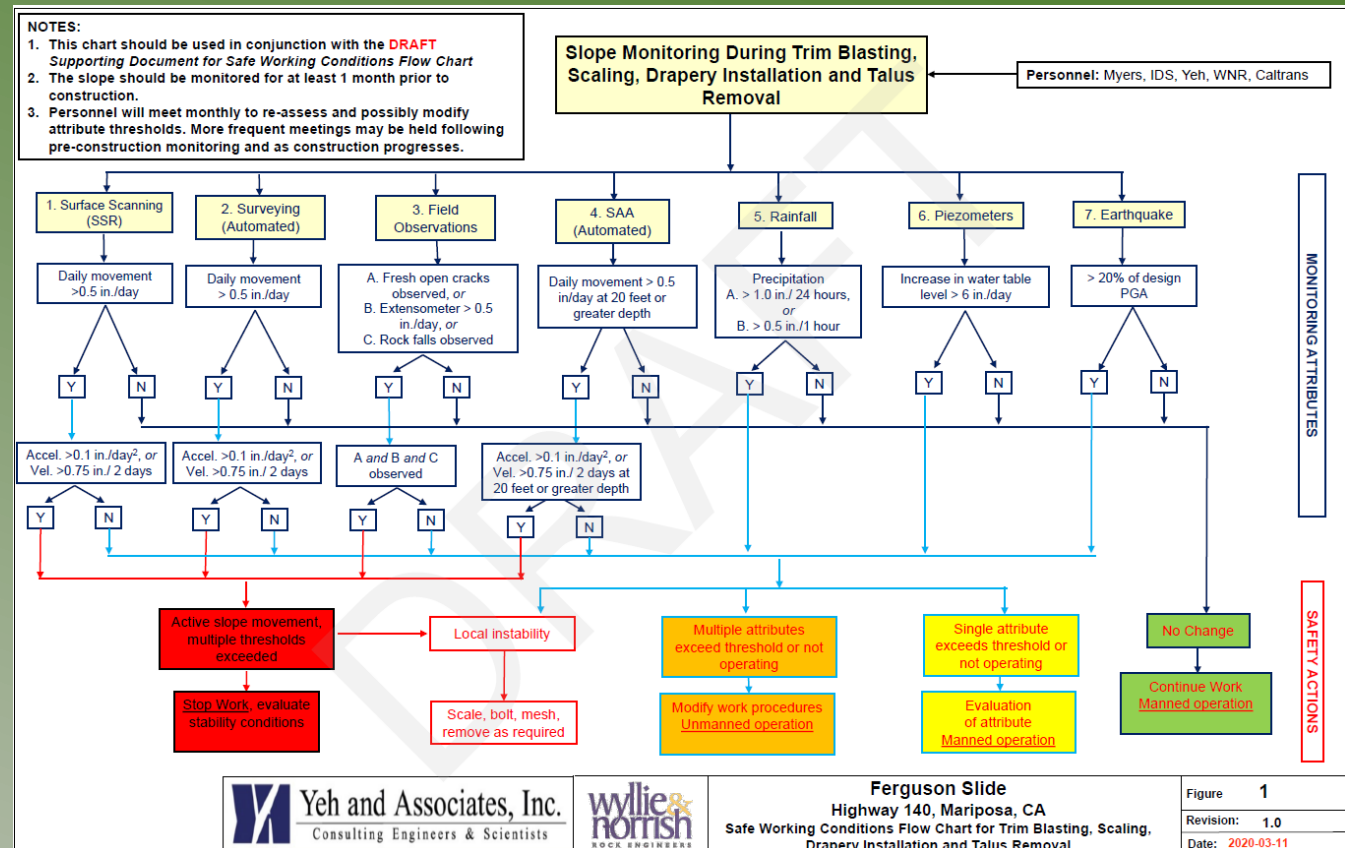 NOTES:
1. This chart should be used in conjunction with the DRAFT
Supporting Document for Safe Working Conditions Flow Chart
2. The slope should be monitored for at least 1 month prior to
construction.
3. Personnel will meet monthly to re-assess and possibly modify
attribute thresholds. More frequent meetings may be held following
pre-construction monitoring and as construction progresses.
Slope Monitoring During Trim Blasting,
Scaling, Drapery Installation and Talus
Removal
Personnel: Myers, IDS, Yeh, WNR, Caltrans
DRAFT
1. Surface Scanning
(SSR)
2. Surveying
(Automated)
3. Field
Observations
4. SAA
(Automated)
5. Rainfall
6. Piezometers
7. Earthquake
MONITORING ATTRIBUTES
Daily movement
>0.5 in./day
Daily movement
> 0.5 in./day
A. Fresh open cracks
observed, or
B. Extensometer > 0.5
in./day, or
C. Rock falls observed
Daily movement > 0.5
in/day at 20 feet or
greater depth
Precipitation
A. > 1.0 in./ 24 hours,
or
B. > 0.5 in./1 hour
Increase in water table
level > 6 in./day
> 20% of design
PGA
Y
N
Y
N
Y
N
Y
N
Y
N
Y
N
Y
N
Accel. >0.1 in./day², or
Vel. >0.75 in./ 2 days
Accel. >0.1 in./day², or
Vel. >0.75 in./ 2 days
A and B and C
observed
Accel. >0.1 in./day², or
Vel. >0.75 in./ 2 days at
20 feet or greater depth
Y
N
Y
N
Y
N
Y
N
SAFETY ACTIONS
Active slope movement,
multiple thresholds
exceeded
Local instability
Multiple attributes
exceed threshold or not
operating
Single attribute
exceeds threshold or
not operating
No Change
Stop Work, evaluate
stability conditions
Scale, bolt, mesh,
remove as required
Modify work procedures
Unmanned operation
Evaluation
of attribute
Manned operation
Continue Work
Manned operation
Yeh and Associates, Inc.
Consulting Engineers & Scientists
wyllie &
norrish
ROCK ENGINEERS
Ferguson Slide
Highway 140, Mariposa, CA
Safe Working Conditions Flow Chart for Trim Blasting, Scaling,
Drapery Installation and Talus Removal
Figure 1
Revision: 1.0
Date: 2020-03-11